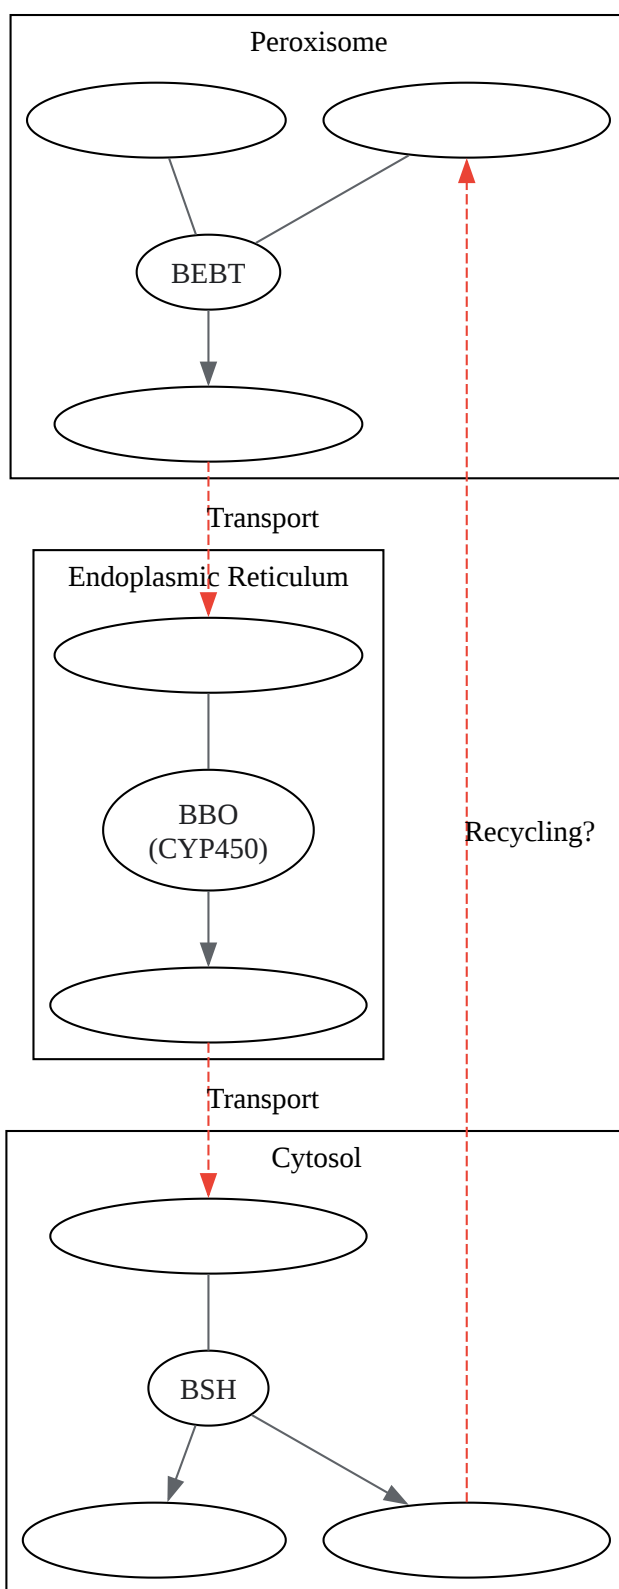 Peroxisome
BEBT
Transport
Endoplasmic Reticulum
BBO
(CYP450)
Recycling?
Transport
Cytosol
BSH